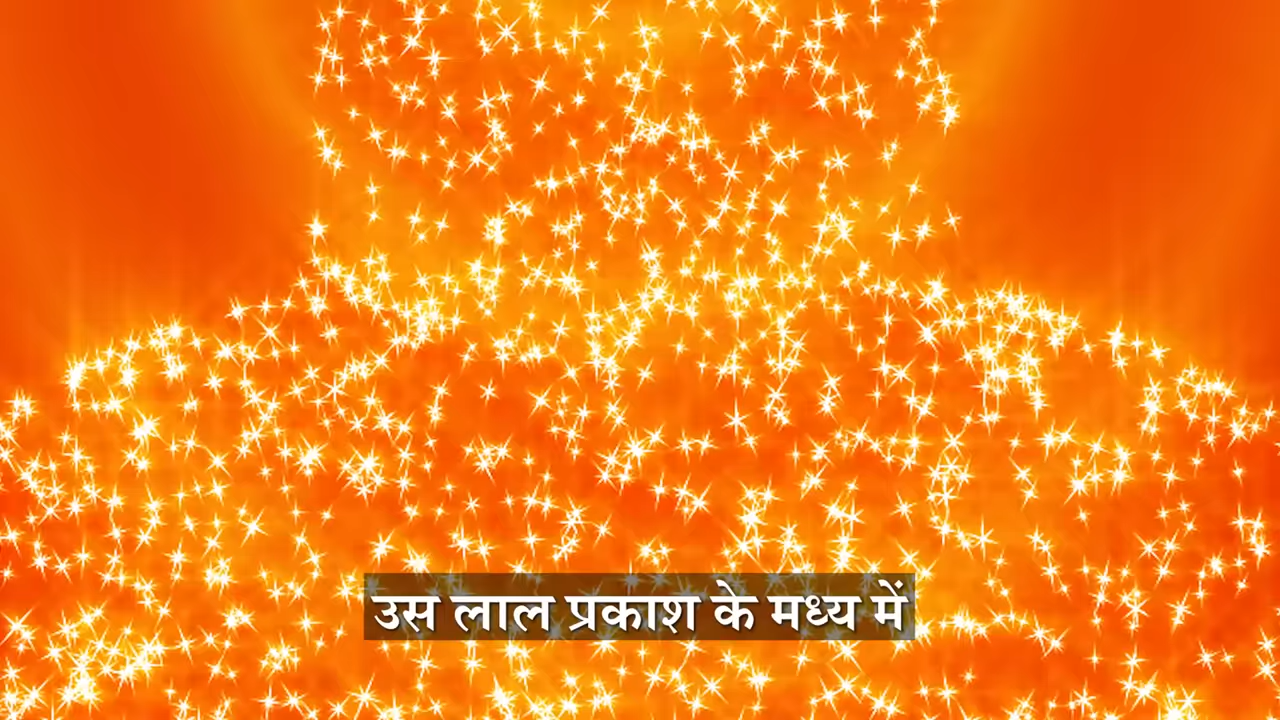 उस लाल प्रकाश के मध्य में